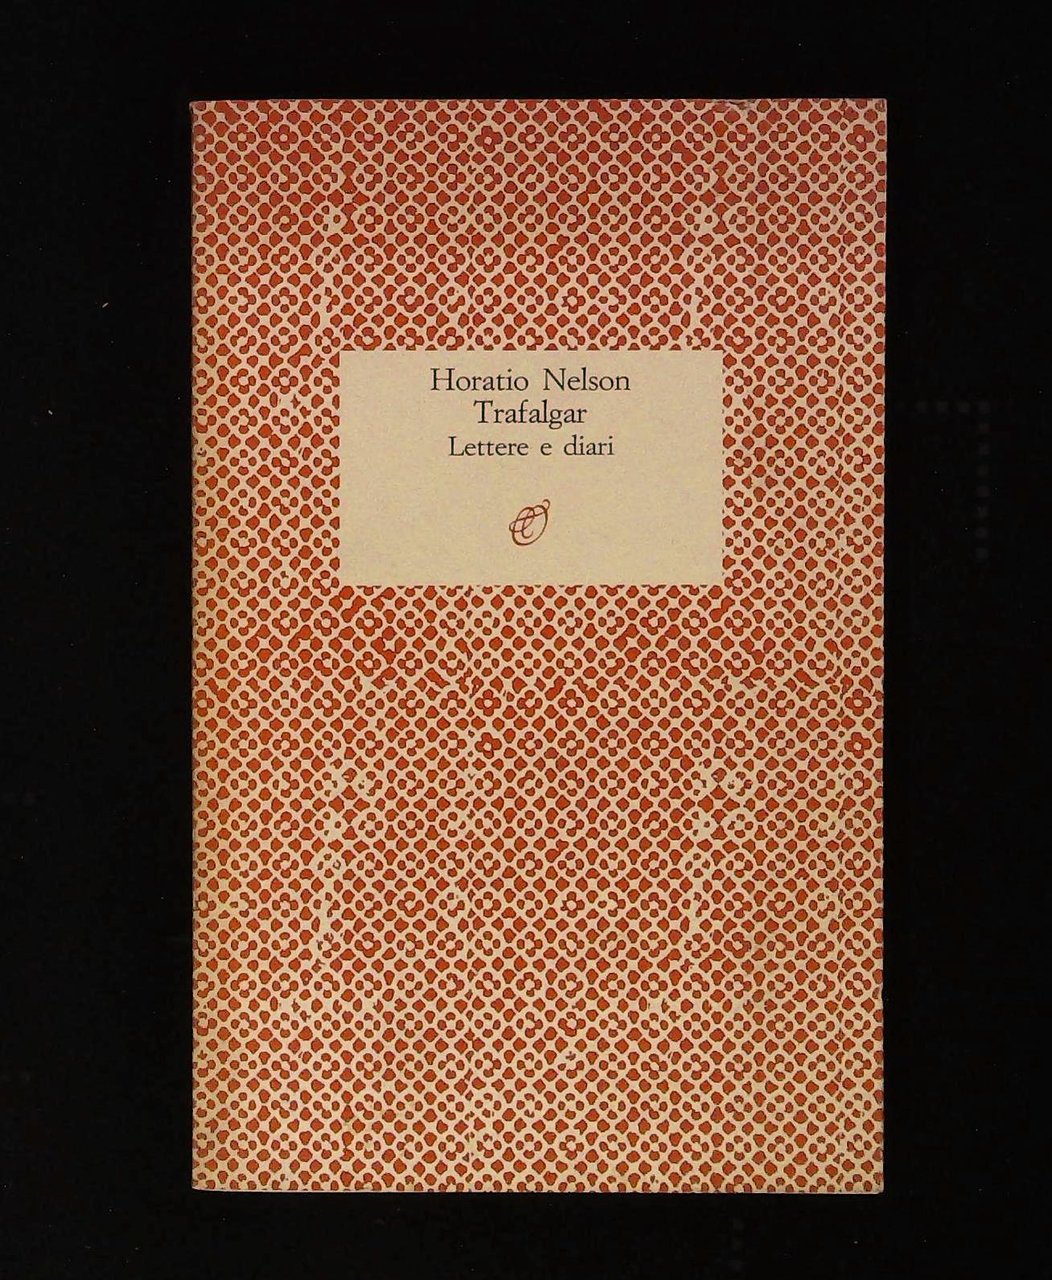 Horatio Nelson
Trafalgar
Lettere e diari